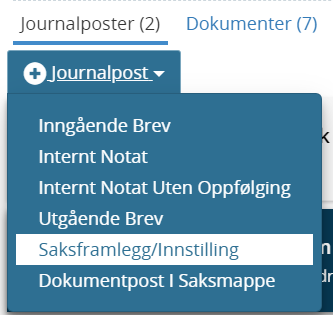 Journalposter (2) Dokumenter (7)
Journalpost
Inngående Brev
Internt Notat
Internt Notat Uten Oppfølging
Utgående Brev
Saksframlegg/Innstilling
Dokumentpost I Saksmappe